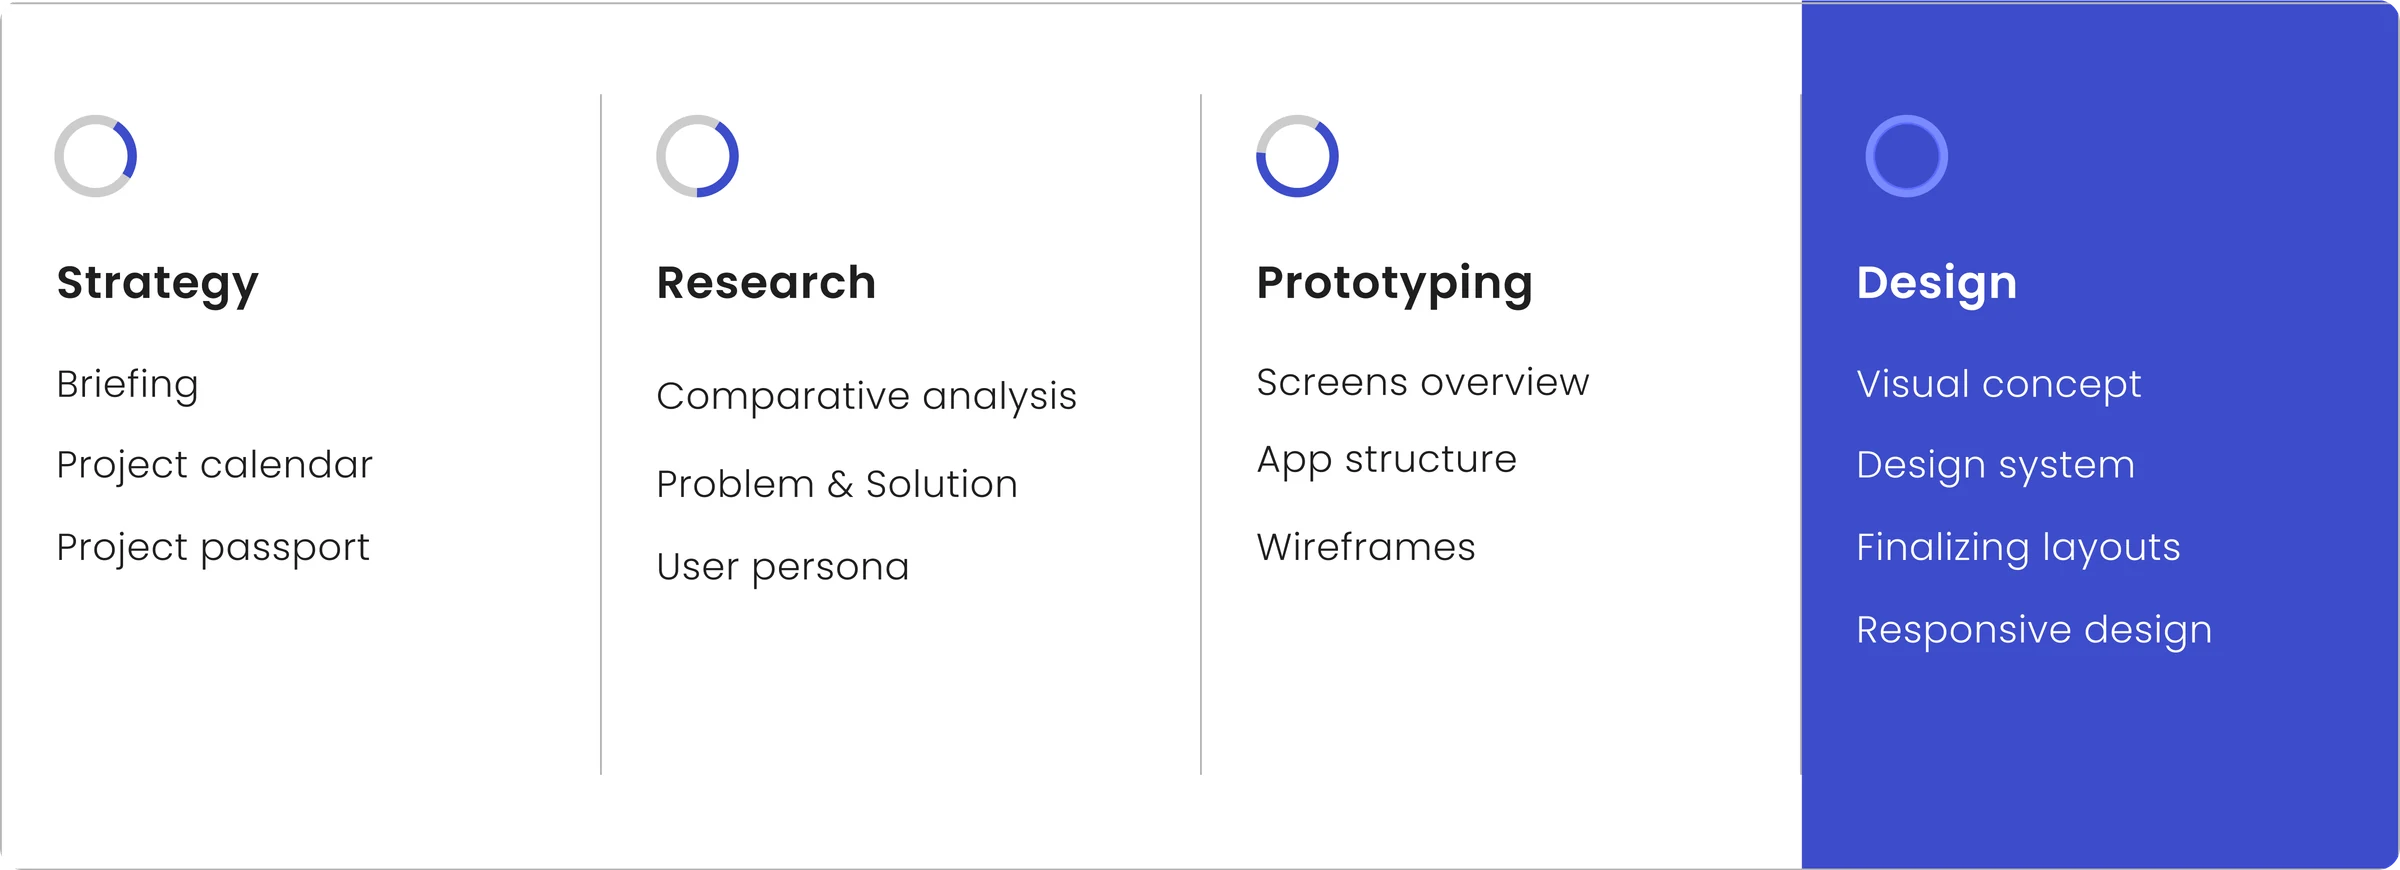 Strategy
Briefing
Project calendar
Project passport
Research
Comparative analysis
Problem & Solution
User persona
Prototyping
Screens overview
App structure
Wireframes
Design
Visual concept
Design system
Finalizing layouts
Responsive design